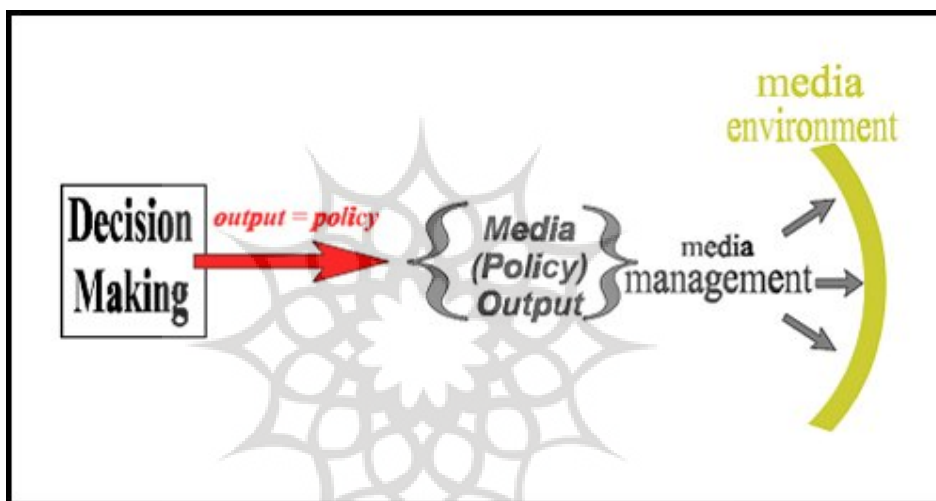 Decision
Making
output = policy
Media
(Policy)
Output
media
management
media
environment